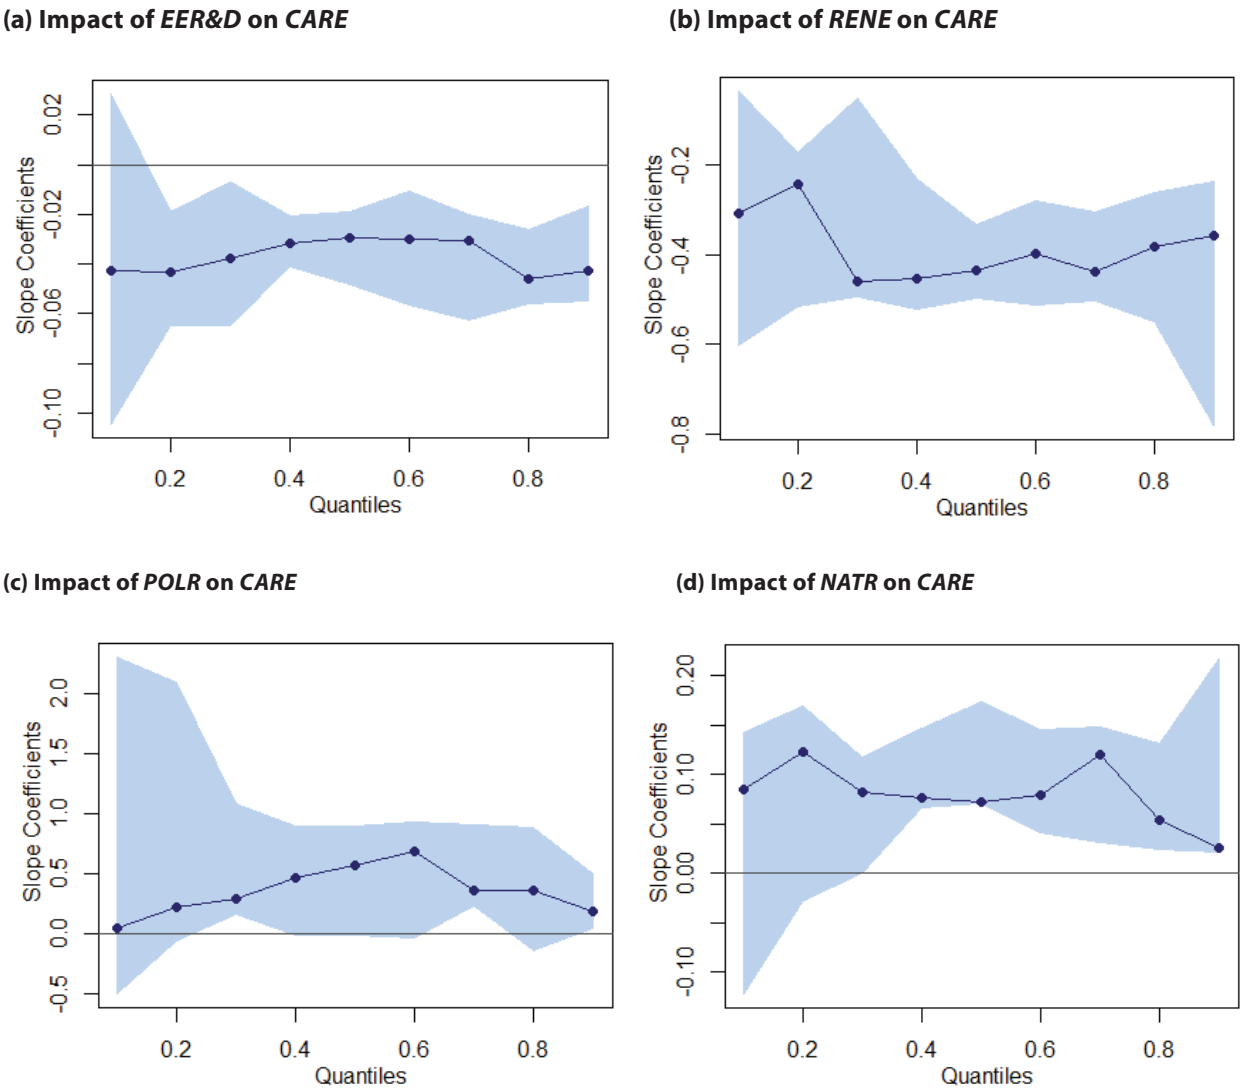 (a) Impact of EER&D on CARE
(b) Impact of RENE on CARE
Slope Coefficients
0.02
-0.02
-0.06
-0.10
0.2 0.4 0.6 0.8
Quantiles
Slope Coefficients
-0.2
-0.4
-0.6
-0.8
0.2 0.4 0.6 0.8
Quantiles
(c) Impact of POLR on CARE
(d) Impact of NATR on CARE
Slope Coefficients
2.0
1.5
1.0
0.5
0.0
-0.5
0.2 0.4 0.6 0.8
Quantiles
Slope Coefficients
0.20
0.10
0.00
-0.10
0.2 0.4 0.6 0.8
Quantiles